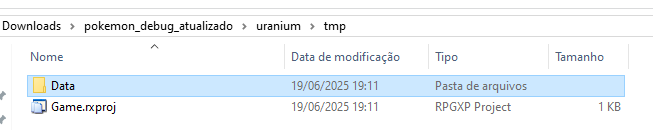 Downloads > pokemon_debug_atualizado > uranium > tmp
Nome Data de modificação Tipo Tamanho
Data 19/06/2025 19:11 Pasta de arquivos
Game.rxproj 19/06/2025 19:11 RPGXP Project 1 KB